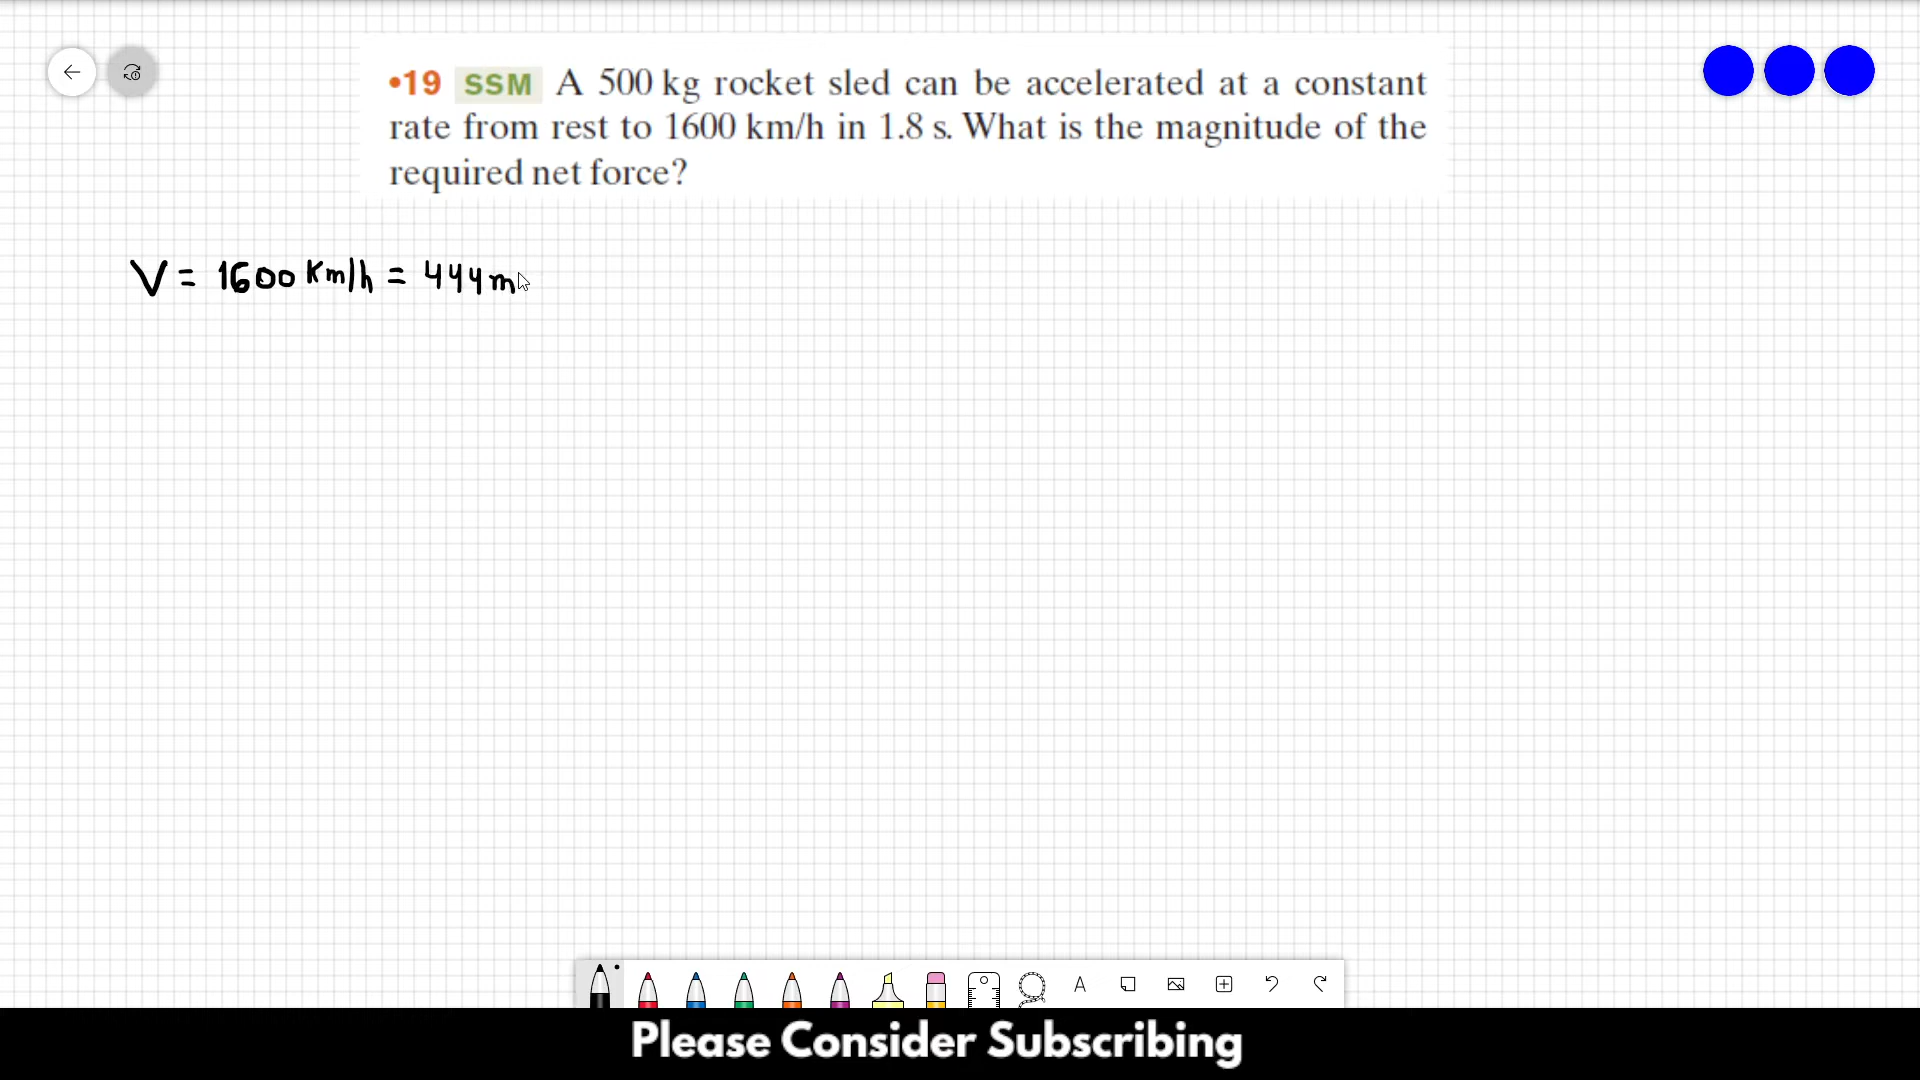 •19 SSM A 500 kg rocket sled can be accelerated at a constant
rate from rest to 1600 km/h in 1.8 s. What is the magnitude of the
required net force?
V = 1600 Km/h = 444m
A
Please Consider Subscribing